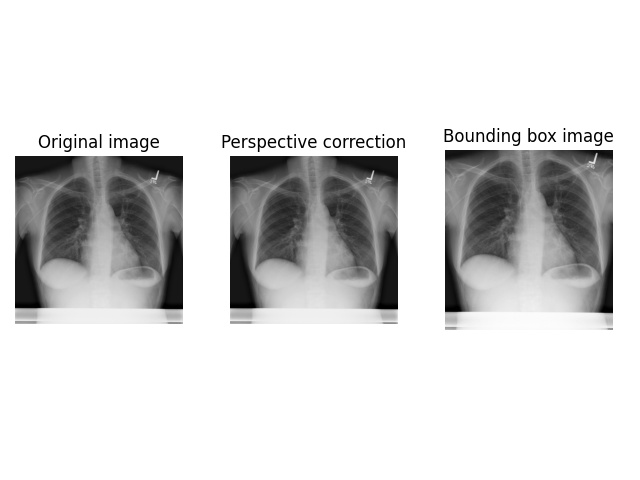 Original image
Perspective correction
Bounding box image
L
L
L